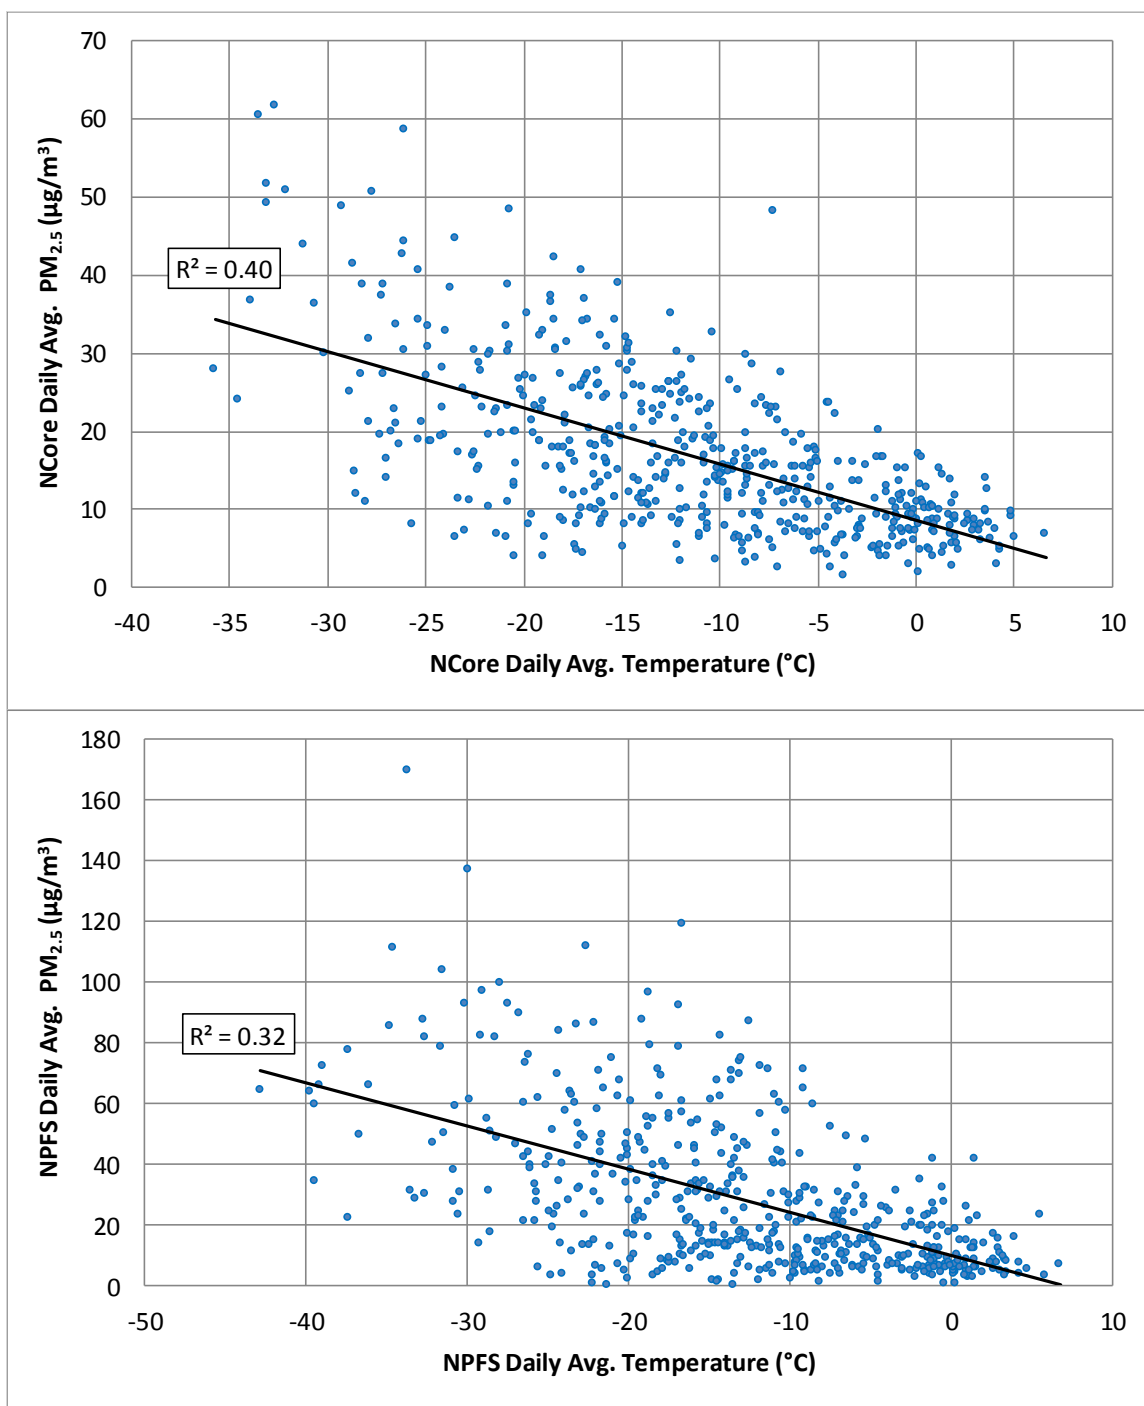 70
60
50
40
30
20
10
0
NCore Daily Avg. PM2.5 (µg/m³)
R² = 0.40
-40 -35 -30 -25 -20 -15 -10 -5 0 5 10
NCore Daily Avg. Temperature (°C)
180
160
140
120
100
80
60
40
20
0
NPFS Daily Avg. PM2.5 (µg/m³)
R² = 0.32
-50 -40 -30 -20 -10 0 10
NPFS Daily Avg. Temperature (°C)